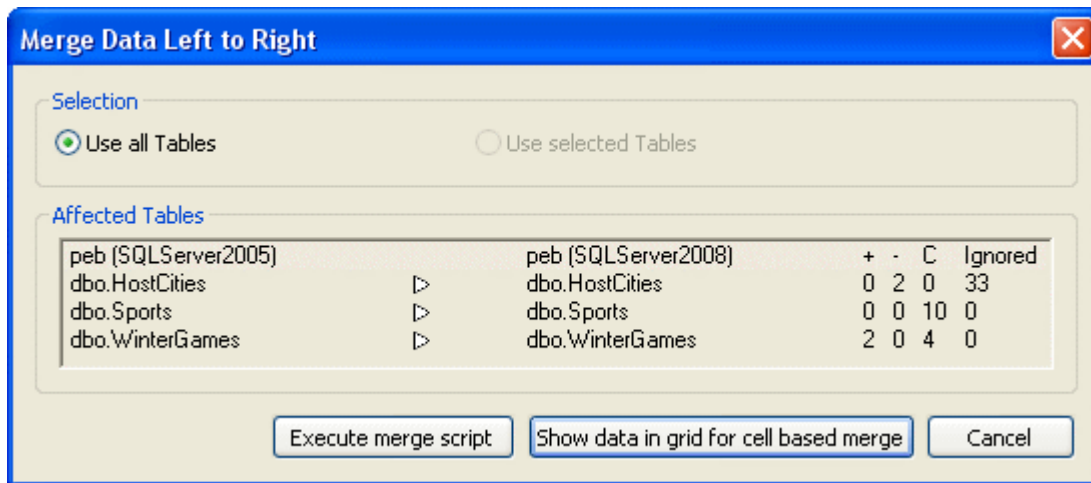 Merge Data Left to Right
Selection
Use all Tables Use selected Tables
Affected Tables
peb (SQLServer2005) peb (SQLServer2008) + - C Ignored
dbo.HostCities dbo.HostCities 0 2 0 33
dbo.Sports dbo.Sports 0 0 10 0
dbo.WinterGames dbo.WinterGames 2 0 4 0
Execute merge script Show data in grid for cell based merge Cancel